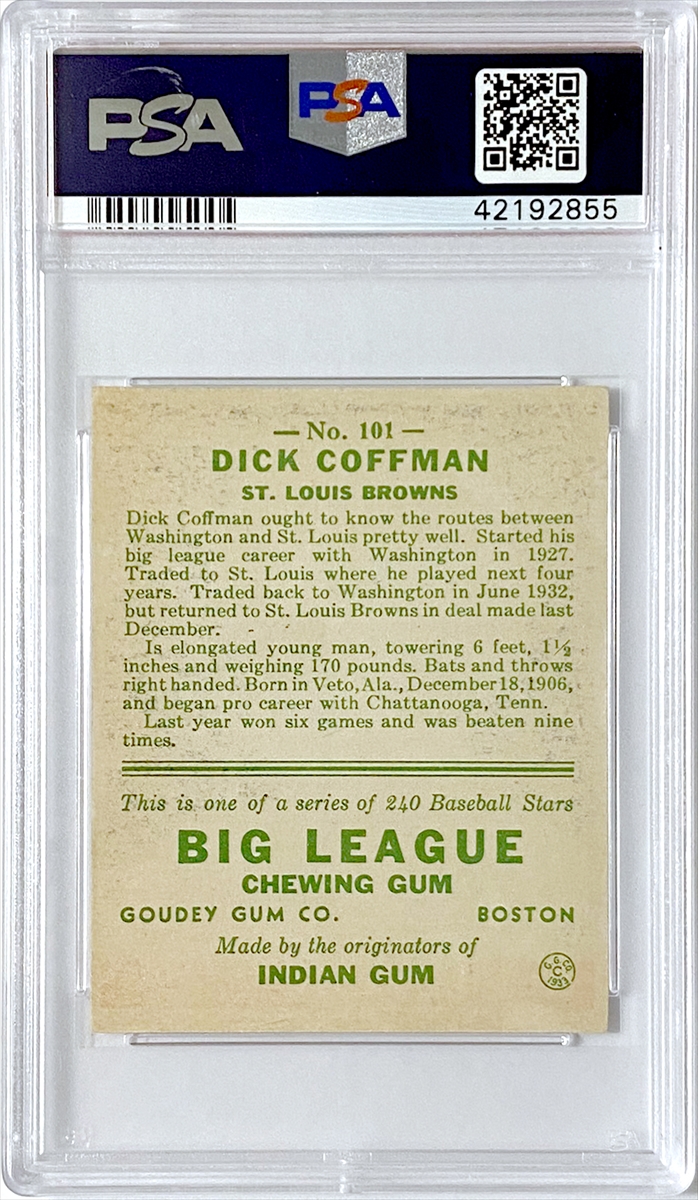 PSA
PSA
42192855
— No. 101 —
DICK COFFMAN
ST. LOUIS BROWNS
Dick Coffman ought to know the routes between
Washington and St. Louis pretty well. Started his
big league career with Washington in 1927.
Traded to St. Louis where he played next four
years. Traded back to Washington in June 1932,
but returned to St. Louis Browns in deal made last
December.
Is elongated young man, towering 6 feet, 1½
inches and weighing 170 pounds. Bats and throws
right handed. Born in Veto, Ala., December 18, 1906,
and began pro career with Chattanooga, Tenn.
Last year won six games and was beaten nine
times.
This is one of a series of 240 Baseball Stars
BIG LEAGUE
CHEWING GUM
GOUDEY GUM CO. BOSTON
Made by the originators of
INDIAN GUM
G. G. CO.
C
1933